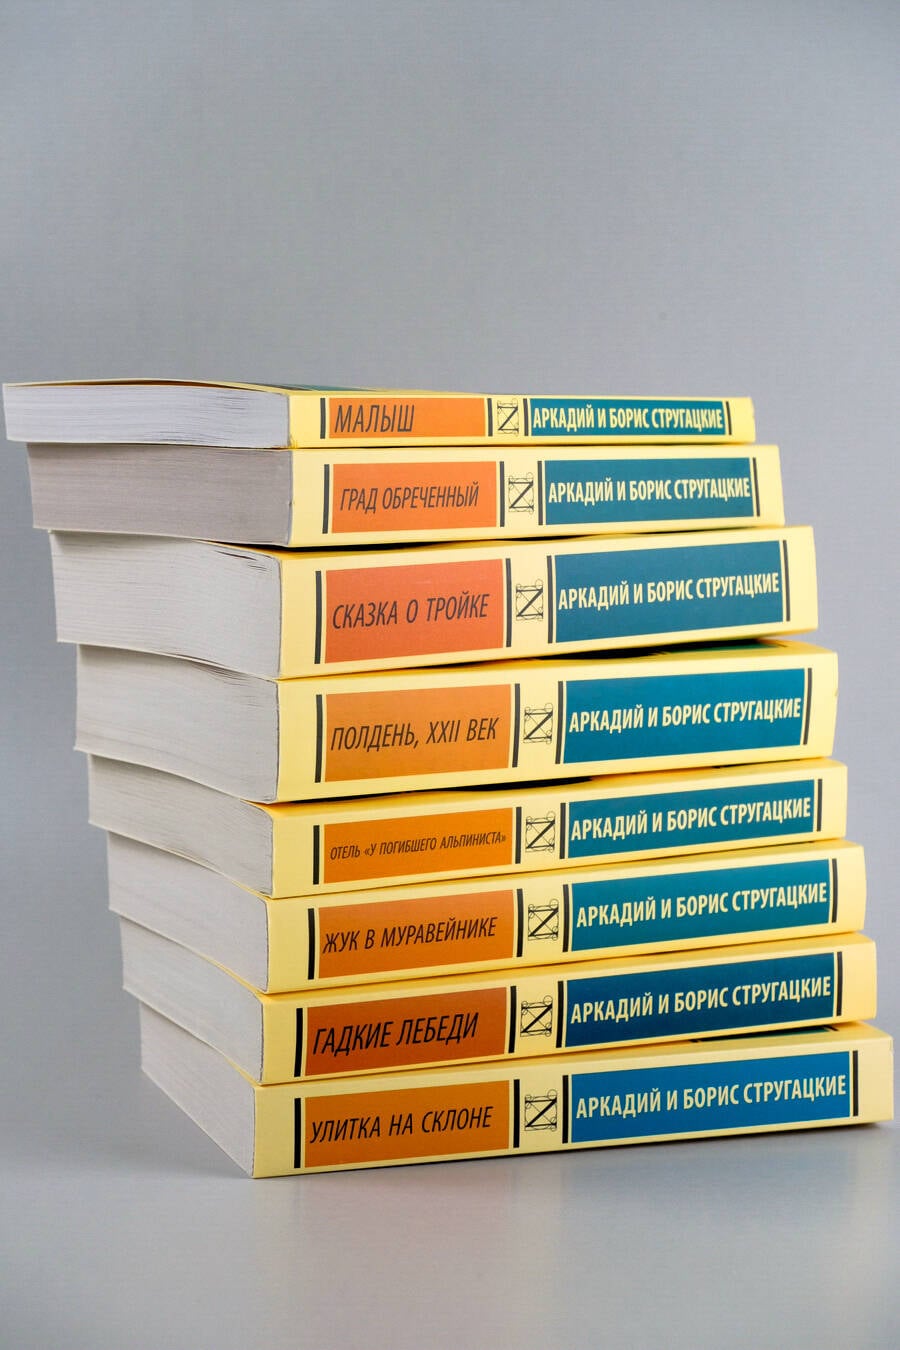 МАЛЫШ АРКАДИЙ И БОРИС СТРУГАЦКИЕ
ГРАД ОБРЕЧЕННЫЙ АРКАДИЙ И БОРИС СТРУГАЦКИЕ
СКАЗКА О ТРОЙКЕ АРКАДИЙ И БОРИС СТРУГАЦКИЕ
ПОЛДЕНЬ, XXII ВЕК АРКАДИЙ И БОРИС СТРУГАЦКИЕ
ОТЕЛЬ «У ПОГИБШЕГО АЛЬПИНИСТА» АРКАДИЙ И БОРИС СТРУГАЦКИЕ
ЖУК В МУРАВЕЙНИКЕ АРКАДИЙ И БОРИС СТРУГАЦКИЕ
ГАДКИЕ ЛЕБЕДИ АРКАДИЙ И БОРИС СТРУГАЦКИЕ
УЛИТКА НА СКЛОНЕ АРКАДИЙ И БОРИС СТРУГАЦКИЕ